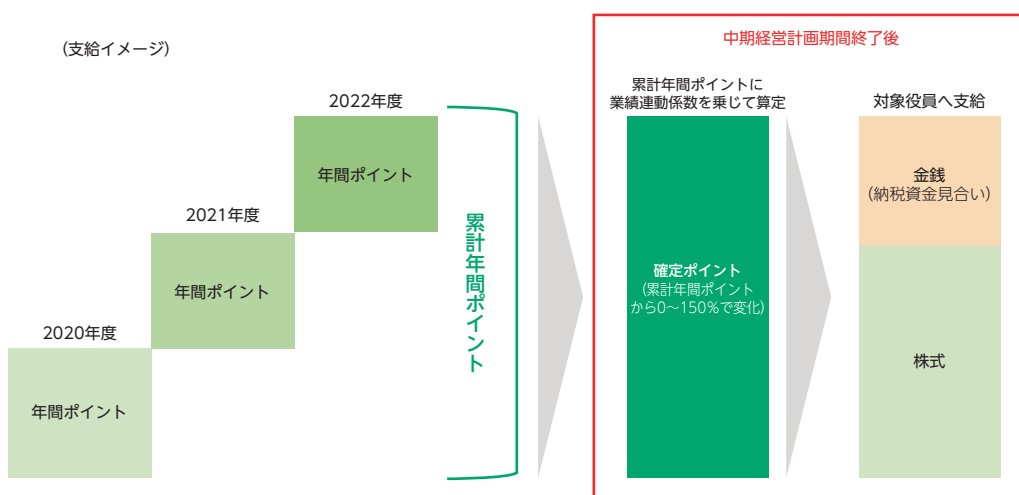 （支給イメージ）
2020年度
年間ポイント
2021年度
年間ポイント
2022年度
年間ポイント
累計年間ポイント
中期経営計画期間終了後
累計年間ポイントに
業績連動係数を乗じて算定
確定ポイント
（累計年間ポイント
から0～150％で変化）
対象役員へ支給
金銭
（納税資金見合い）
株式